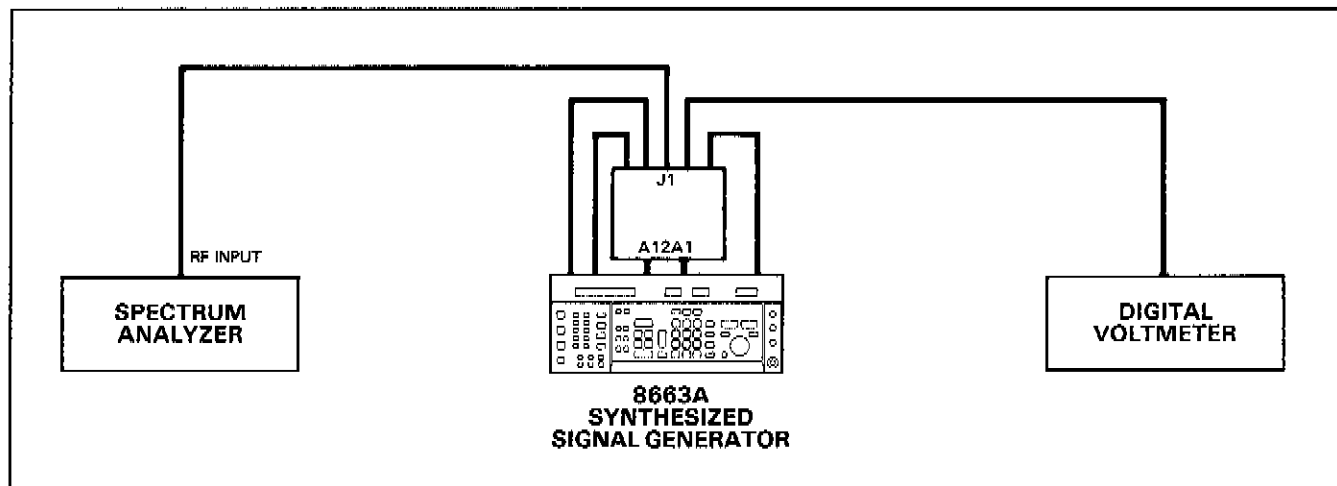 J1
A12A1
RF INPUT
SPECTRUM
ANALYZER
DIGITAL
VOLTMETER
8663A
SYNTHESIZED
SIGNAL GENERATOR